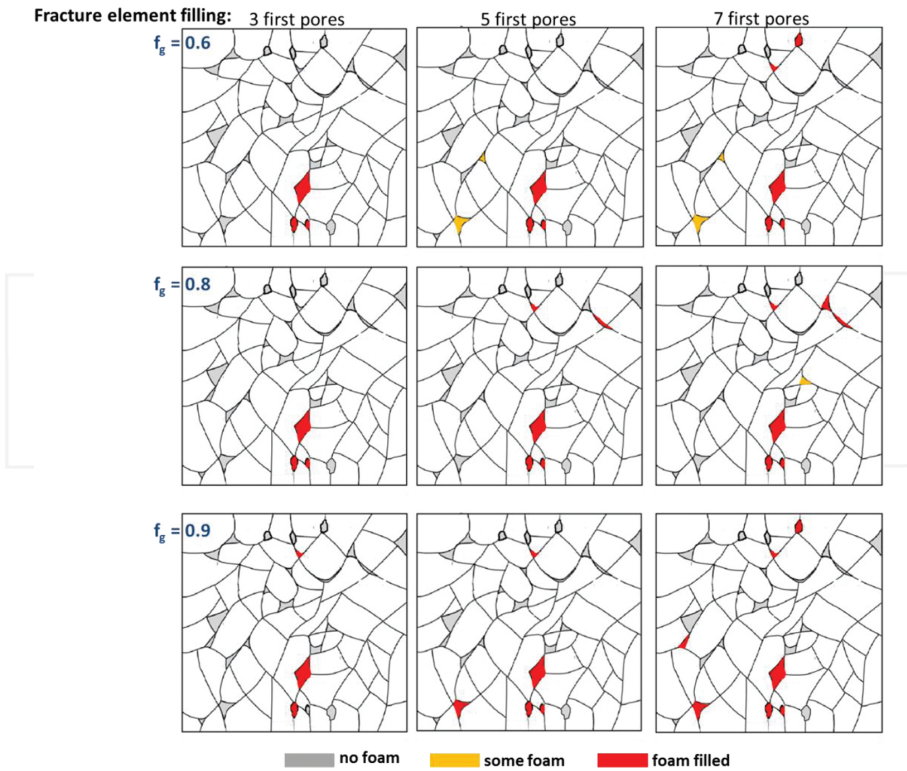 Fracture element filling: 3 first pores 5 first pores 7 first pores
fg = 0.6
fg = 0.8
fg = 0.9
no foam some foam foam filled